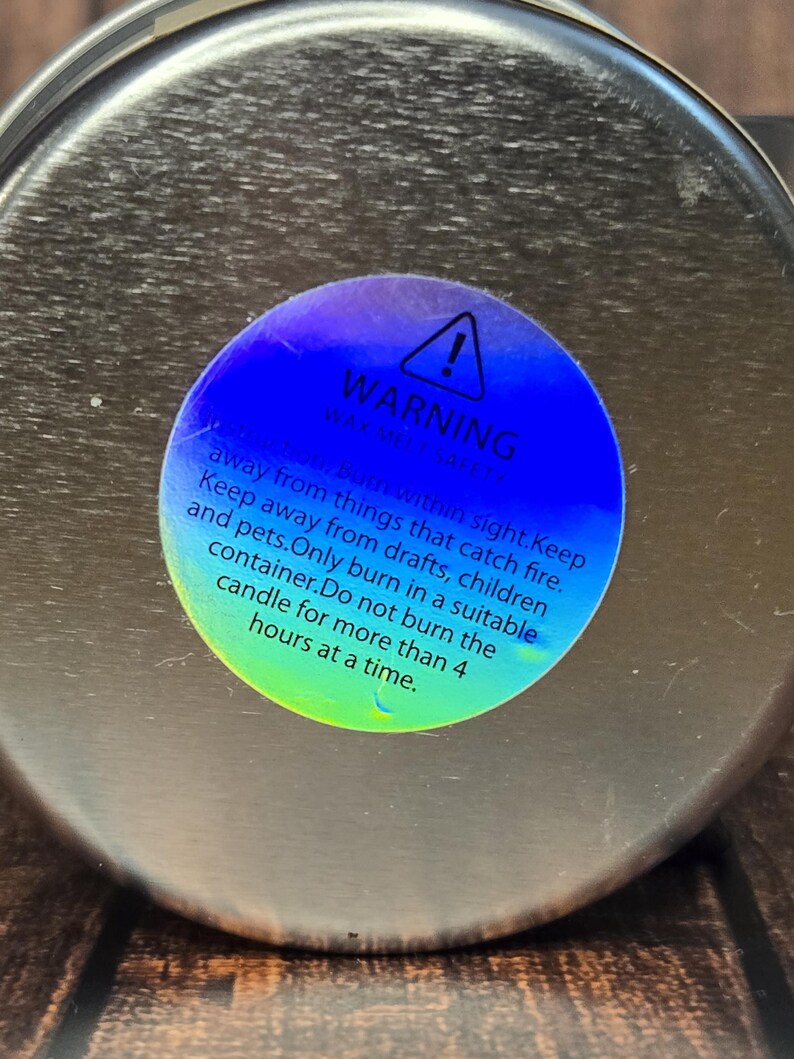 !
WARNING
WAX MELT SAFETY
Instruction: Burn within sight.Keep
away from things that catch fire.
Keep away from drafts, children
and pets.Only burn in a suitable
container.Do not burn the
candle for more than 4
hours at a time.